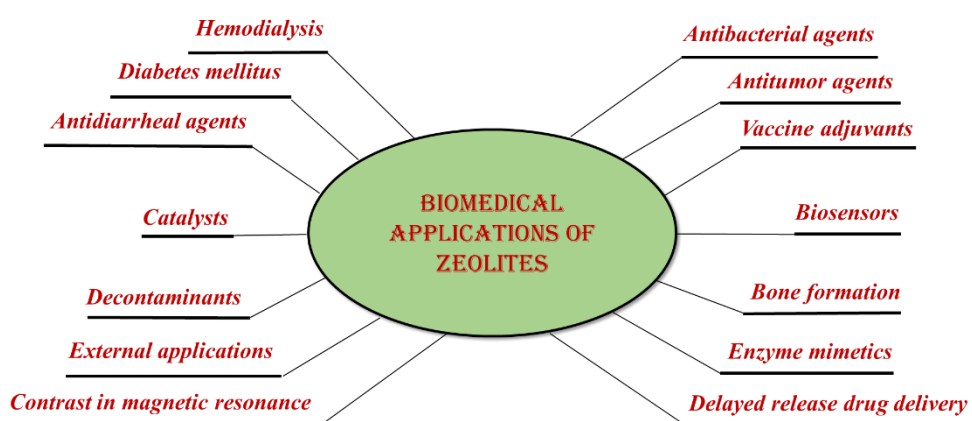 Hemodialysis
Diabetes mellitus
Antidiarrheal agents
Catalysts
Decontaminants
External applications
Contrast in magnetic resonance
BIOMEDICAL
APPLICATIONS OF
ZEOLITES
Antibacterial agents
Antitumor agents
Vaccine adjuvants
Biosensors
Bone formation
Enzyme mimetics
Delayed release drug delivery